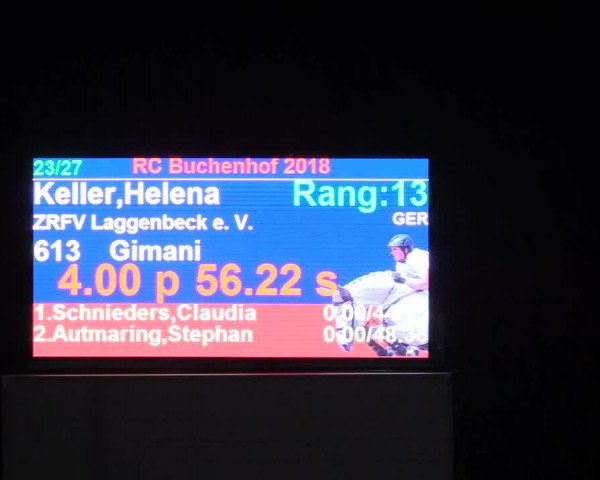 23/27 RC Buchenhof 2018
Keller,Helena Rang:13
ZRFV Laggenbeck e. V. GER
613 Gimani
4.00 p 56.22 s
1.Schnieders,Claudia
2.Autmaring,Stephan